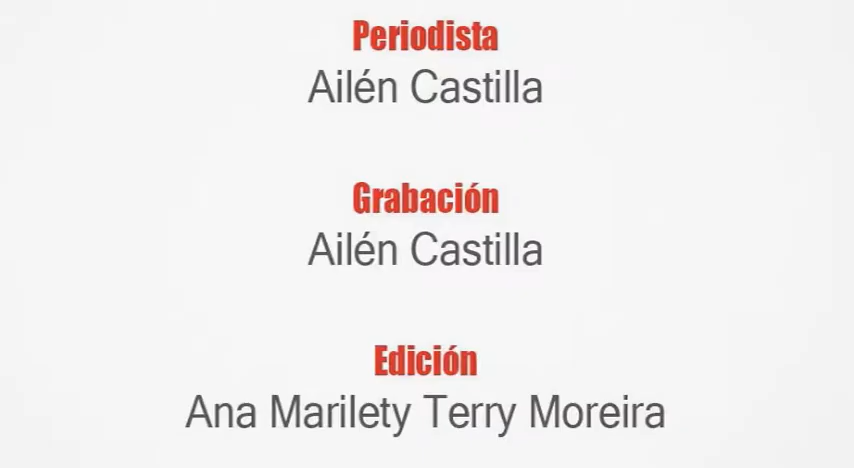 Periodista
Ailén Castilla
Grabación
Ailén Castilla
Edición
Ana Marilety Terry Moreira